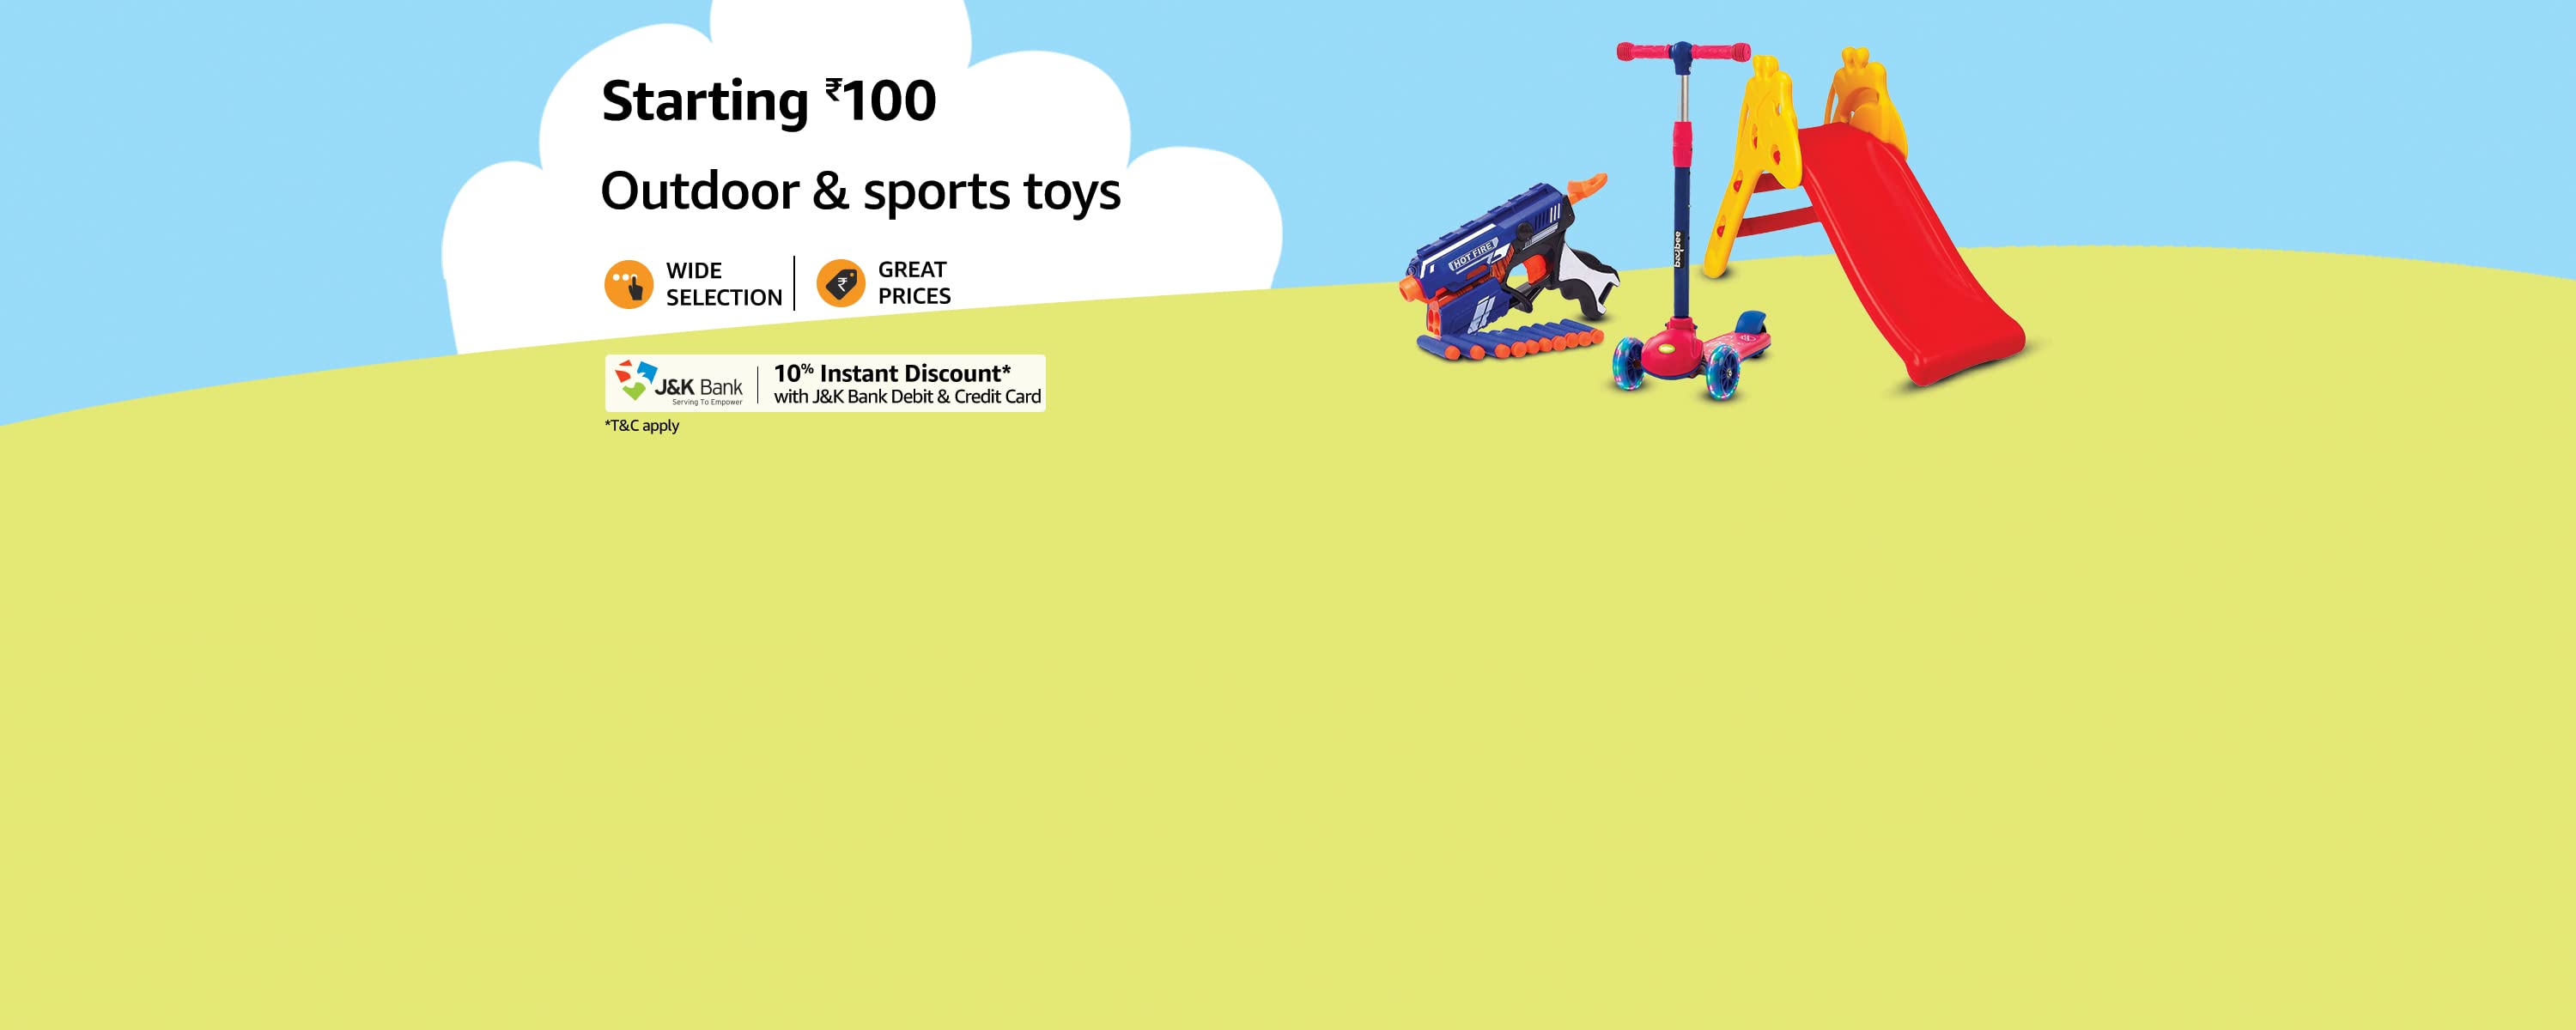 Starting ₹100
Outdoor & sports toys
WIDE
SELECTION
GREAT
PRICES
J&K Bank
Serving To Empower
10% Instant Discount*
with J&K Bank Debit & Credit Card
*T&C apply
HOT FIRE
baybee